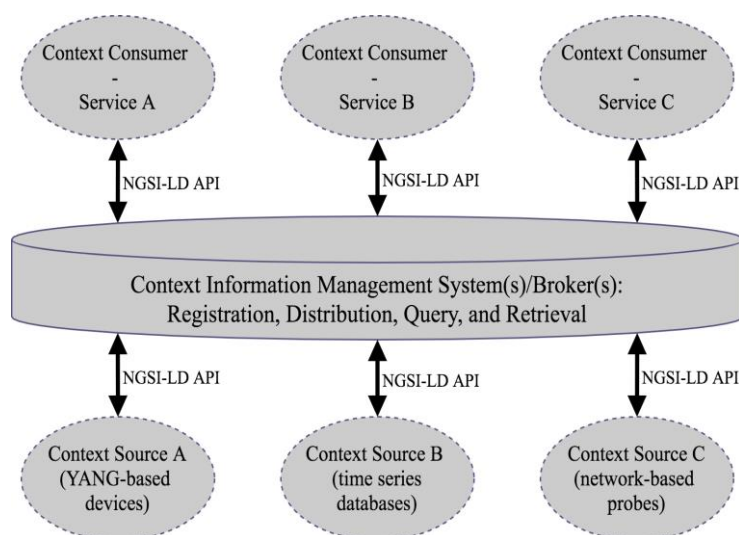 Context Consumer
-
Service A
Context Consumer
-
Service B
Context Consumer
-
Service C
NGSI-LD API
NGSI-LD API
NGSI-LD API
Context Information Management System(s)/Broker(s):
Registration, Distribution, Query, and Retrieval
NGSI-LD API
NGSI-LD API
NGSI-LD API
Context Source A
(YANG-based
devices)
Context Source B
(time series
databases)
Context Source C
(network-based
probes)